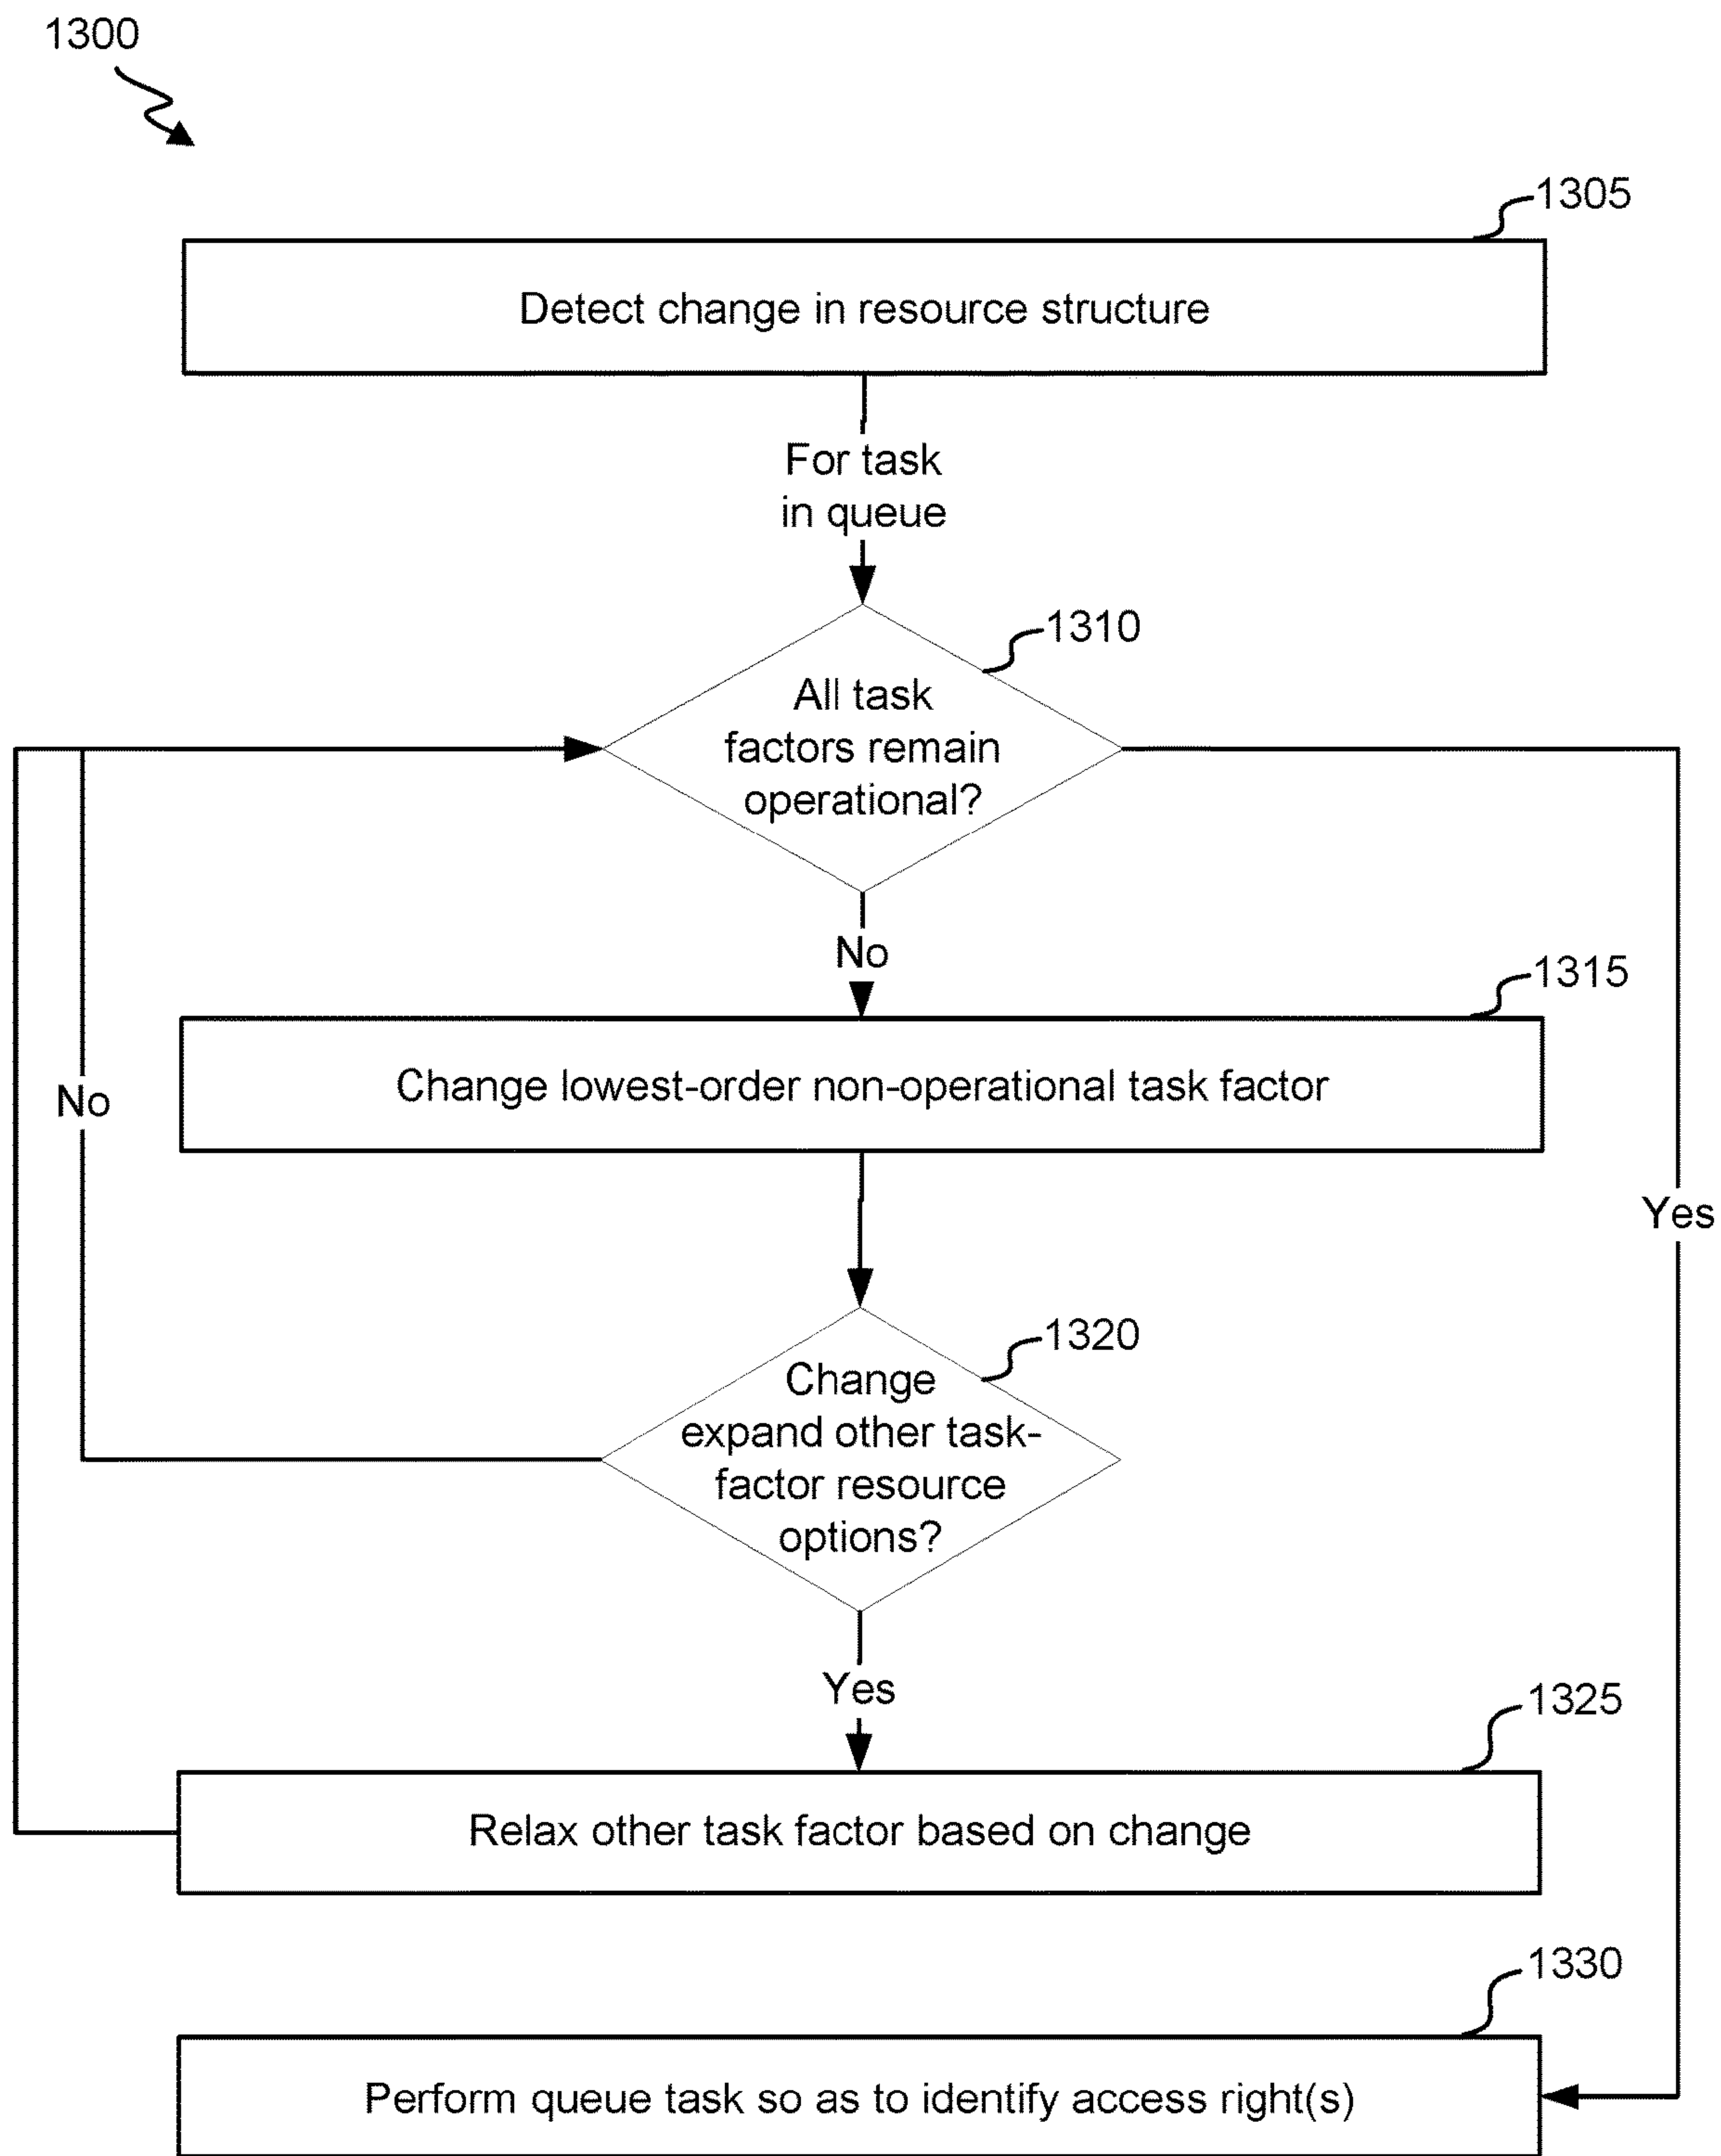 1300
1305
Detect change in resource structure
For task
in queue
1310
All task
factors remain
operational?
No
1315
Change lowest-order non-operational task factor
No
Yes
1320
Change
expand other task-
factor resource
options?
Yes
1325
Relax other task factor based on change
1330
Perform queue task so as to identify access right(s)